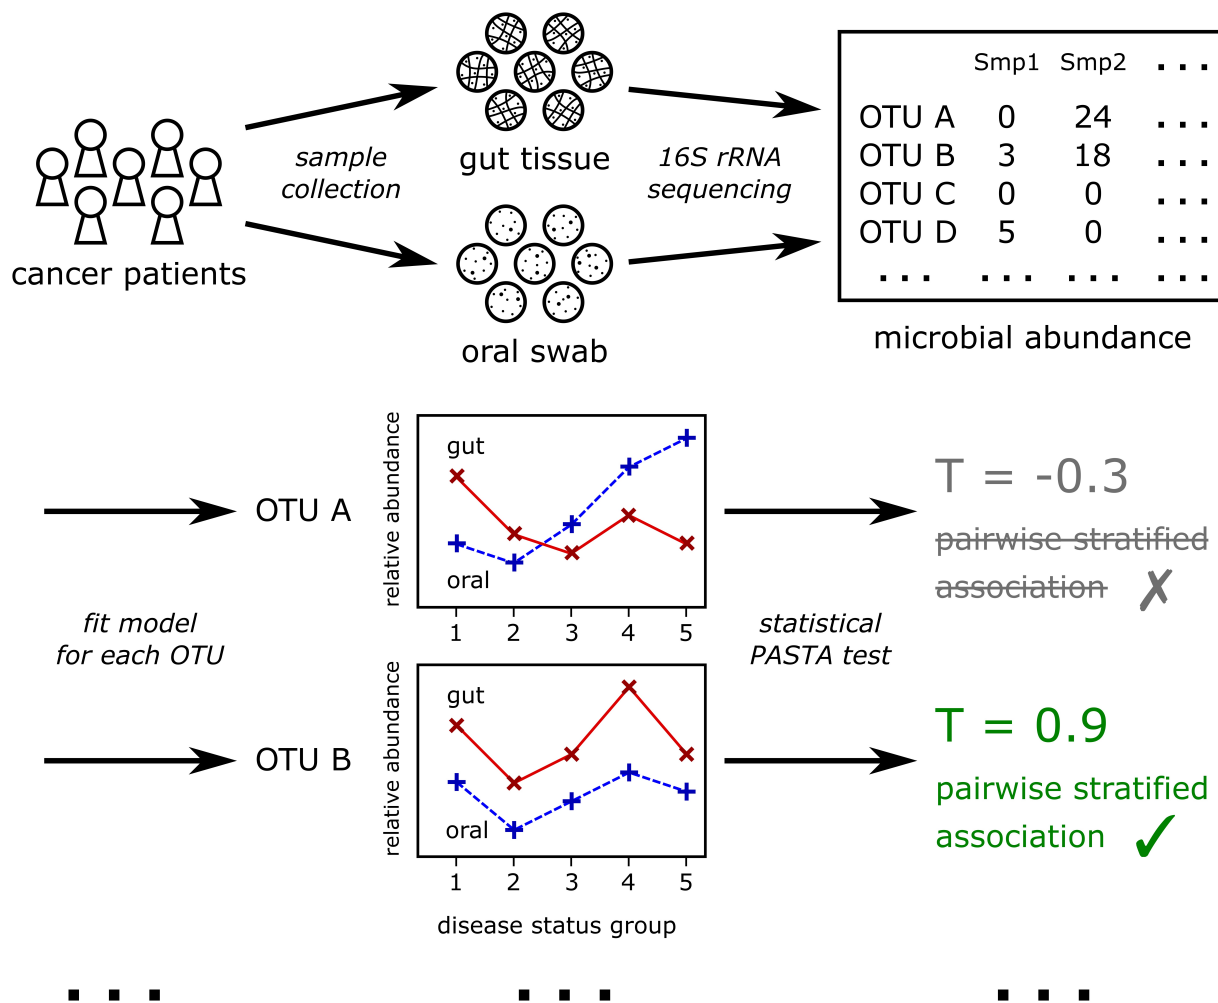 cancer patients
sample
collection
gut tissue
oral swab
16S rRNA
sequencing
Smp1 Smp2 ...
OTU A 0 24 ...
OTU B 3 18 ...
OTU C 0 0 ...
OTU D 5 0 ...
... ... ... ...
microbial abundance
fit model
for each OTU
OTU A
relative abundance
gut
oral
1 2 3 4 5
statistical
PASTA test
T = -0.3
pairwise stratified
association ✗
OTU B
relative abundance
gut
oral
1 2 3 4 5
disease status group
T = 0.9
pairwise stratified
association ✓
... ... ...